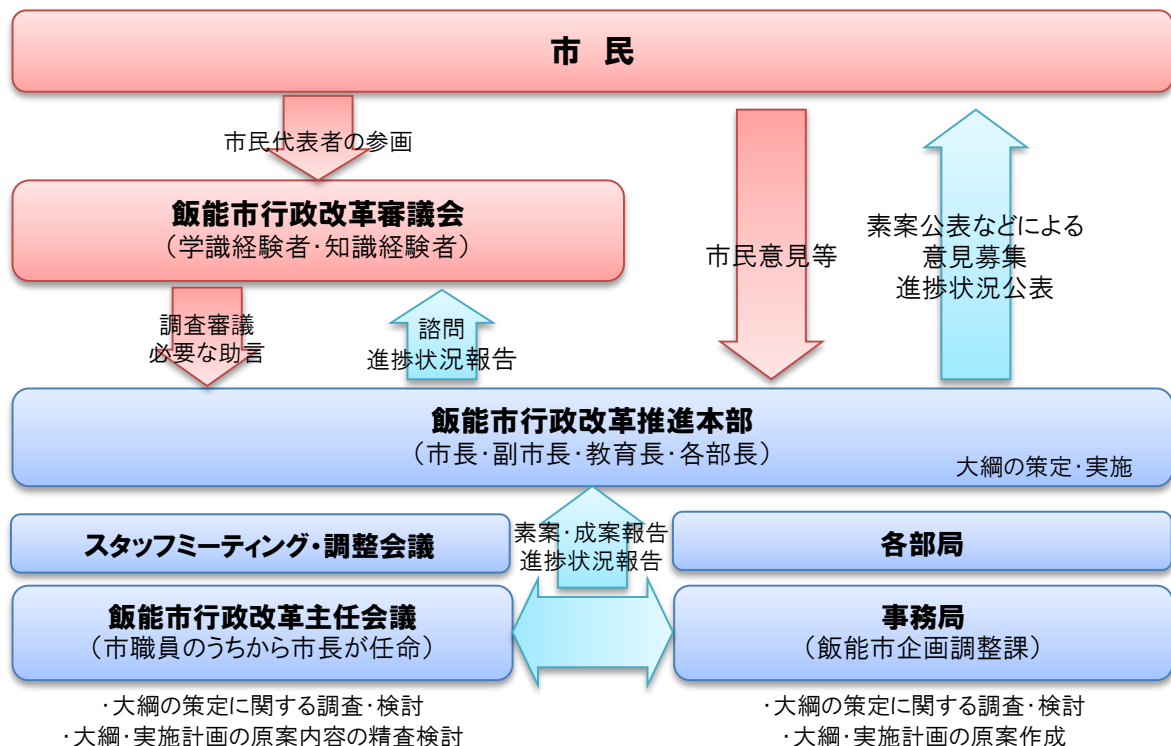 市 民
市民代表者の参画
飯能市行政改革審議会
（学識経験者・知識経験者）
市民意見等
素案公表などによる
意見募集
進捗状況公表
調査審議
必要な助言
諮問
進捗状況報告
飯能市行政改革推進本部
（市長・副市長・教育長・各部長）
大綱の策定・実施
スタッフミーティング・調整会議
素案・成案報告
進捗状況報告
各部局
飯能市行政改革主任会議
（市職員のうちから市長が任命）
事務局
（飯能市企画調整課）
・大綱の策定に関する調査・検討
・大綱・実施計画の原案内容の精査検討
・大綱の策定に関する調査・検討
・大綱・実施計画の原案作成